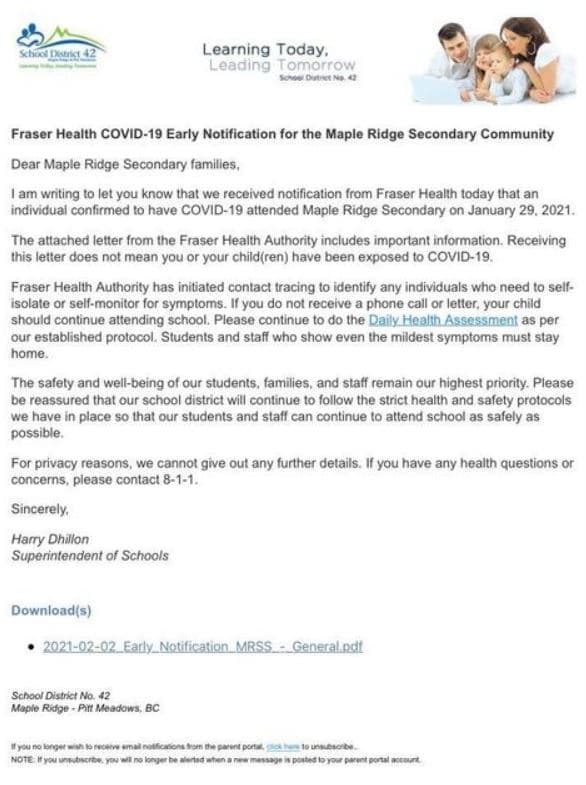 School District 42
Learning Today, Leading Tomorrow
Learning Today,
Leading Tomorrow
School District No. 42
Fraser Health COVID-19 Early Notification for the Maple Ridge Secondary Community
Dear Maple Ridge Secondary families,
I am writing to let you know that we received notification from Fraser Health today that an
individual confirmed to have COVID-19 attended Maple Ridge Secondary on January 29, 2021.
The attached letter from the Fraser Health Authority includes important information. Receiving
this letter does not mean you or your child(ren) have been exposed to COVID-19.
Fraser Health Authority has initiated contact tracing to identify any individuals who need to self-
isolate or self-monitor for symptoms. If you do not receive a phone call or letter, your child
should continue attending school. Please continue to do the Daily Health Assessment as per
our established protocol. Students and staff who show even the mildest symptoms must stay
home.
The safety and well-being of our students, families, and staff remain our highest priority. Please
be reassured that our school district will continue to follow the strict health and safety protocols
we have in place so that our students and staff can continue to attend school as safely as
possible.
For privacy reasons, we cannot give out any further details. If you have any health questions or
concerns, please contact 8-1-1.
Sincerely,
Harry Dhillon
Superintendent of Schools
Download(s)
• 2021-02-02_Early_Notification_MRSS_-_General.pdf
School District No. 42
Maple Ridge - Pitt Meadows, BC
If you no longer wish to receive email notifications from the parent portal, click here to unsubscribe..
NOTE: If you unsubscribe, you will no longer be alerted when a new message is posted to your parent portal account.